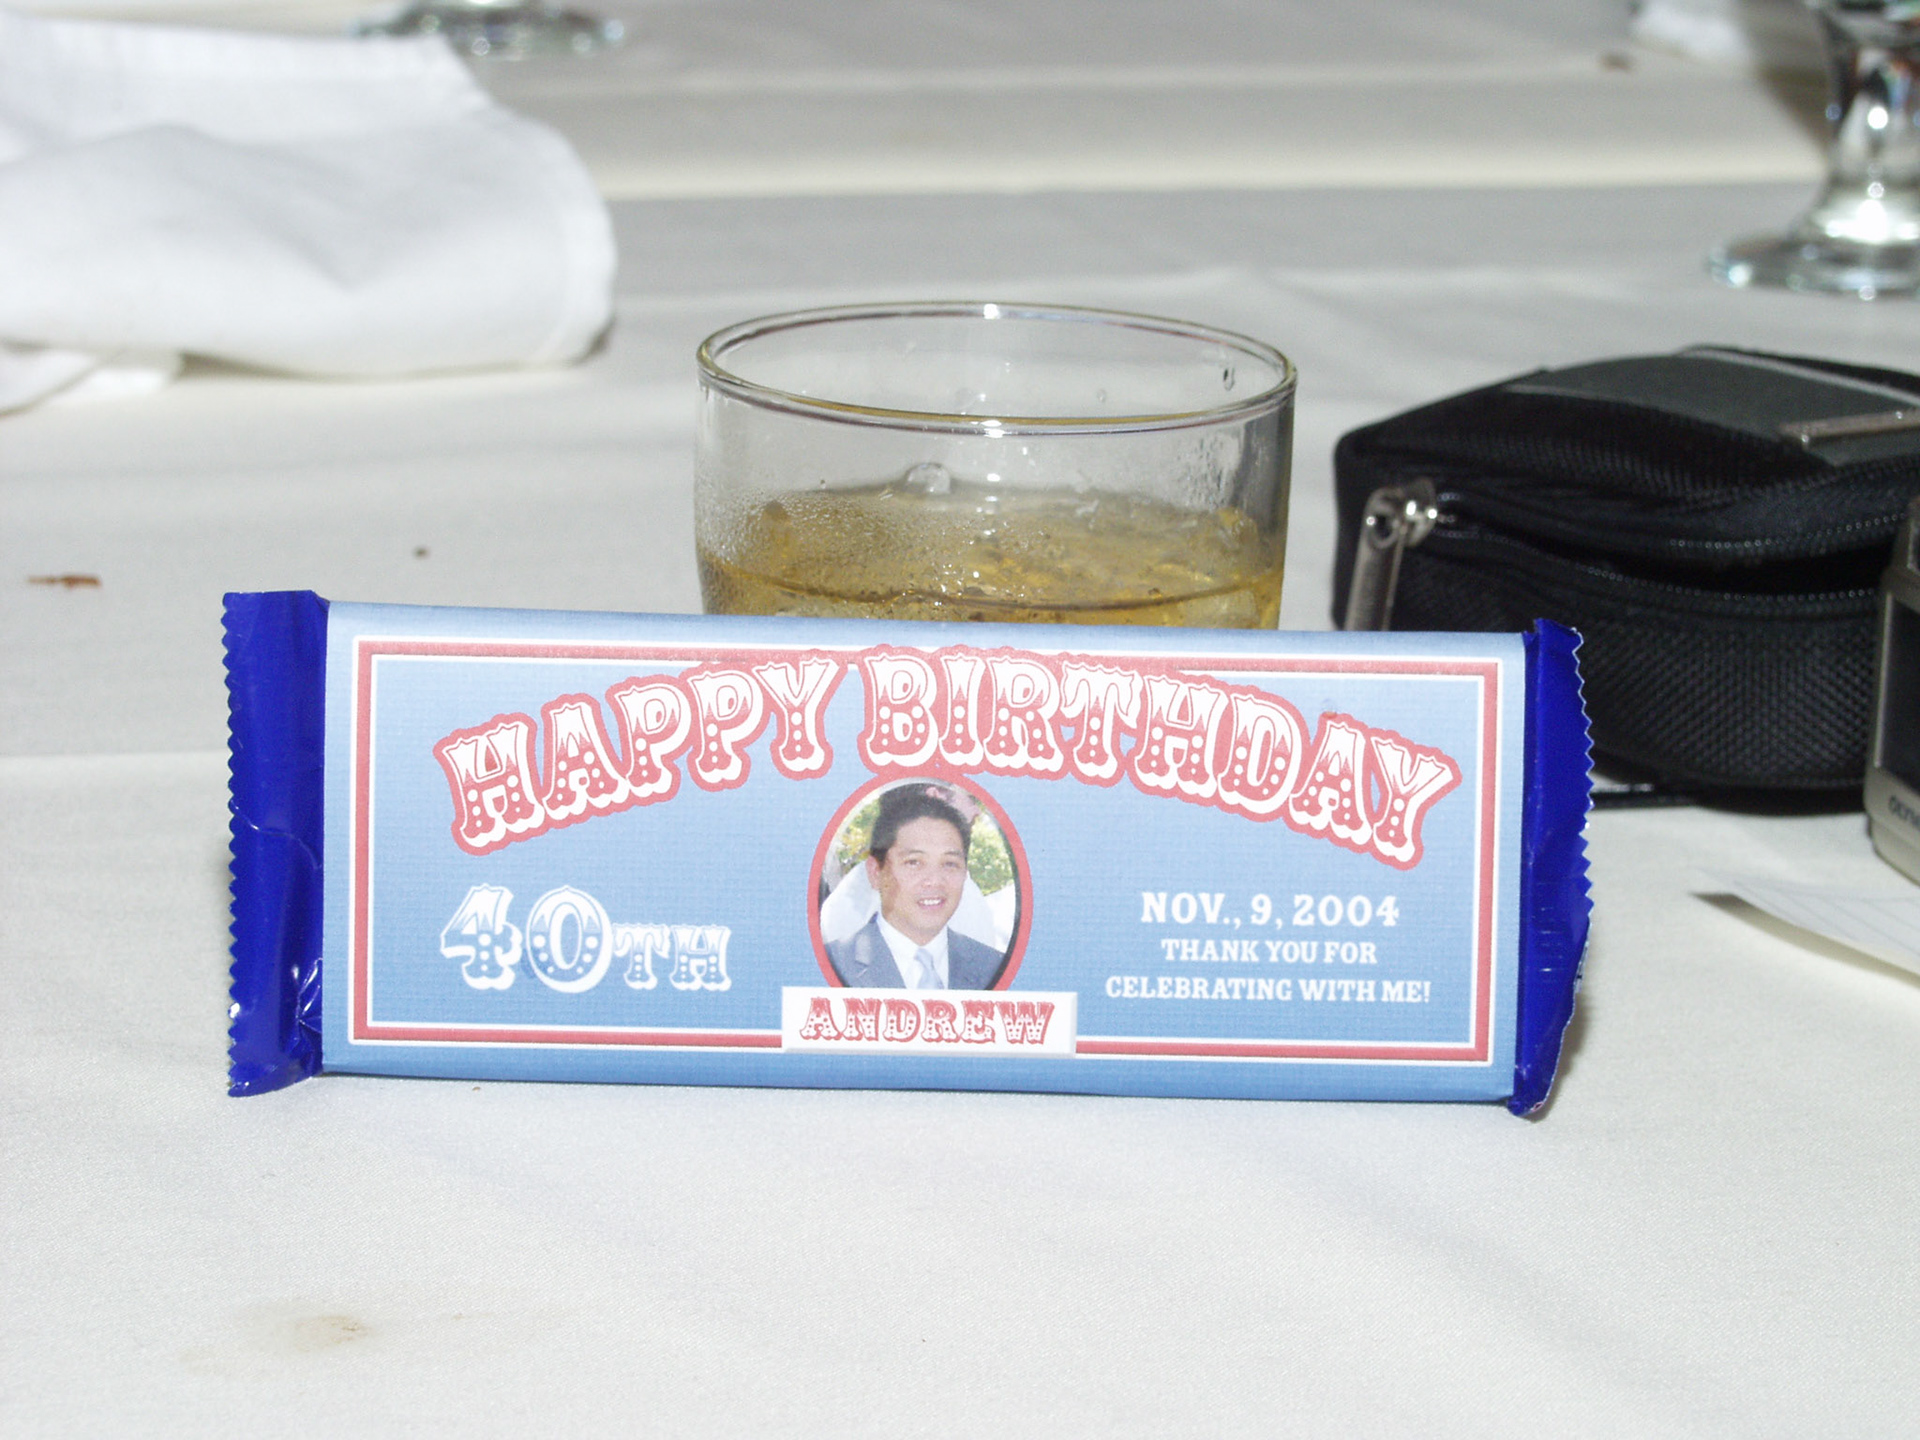 HAPPY BIRTHDAY
40TH
NOV., 9, 2004
THANK YOU FOR
CELEBRATING WITH ME!
ANDREW